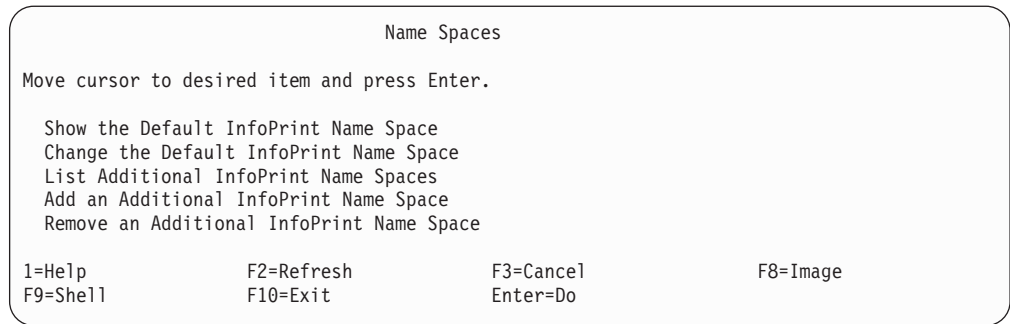 Name Spaces
Move cursor to desired item and press Enter.
Show the Default InfoPrint Name Space
Change the Default InfoPrint Name Space
List Additional InfoPrint Name Spaces
Add an Additional InfoPrint Name Space
Remove an Additional InfoPrint Name Space
1=Help F2=Refresh F3=Cancel F8=Image
F9=Shell F10=Exit Enter=Do